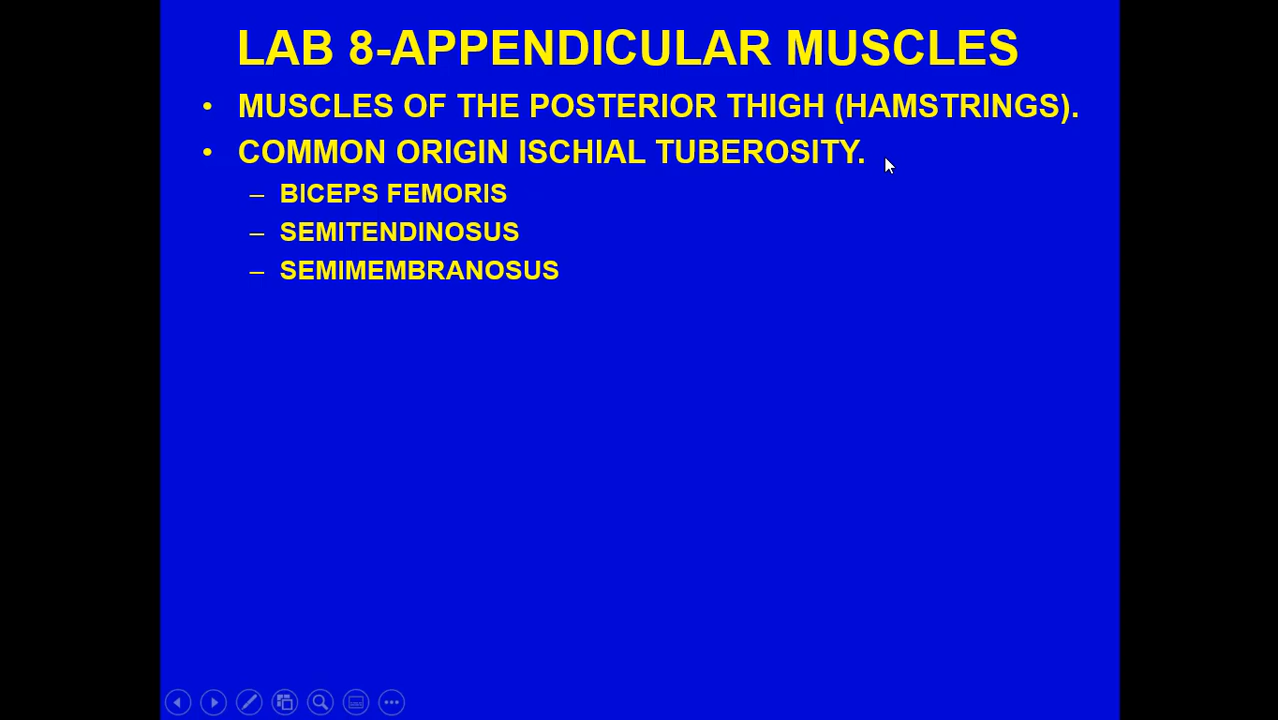 LAB 8-APPENDICULAR MUSCLES
• MUSCLES OF THE POSTERIOR THIGH (HAMSTRINGS).
• COMMON ORIGIN ISCHIAL TUBEROSITY.
– BICEPS FEMORIS
– SEMITENDINOSUS
– SEMIMEMBRANOSUS